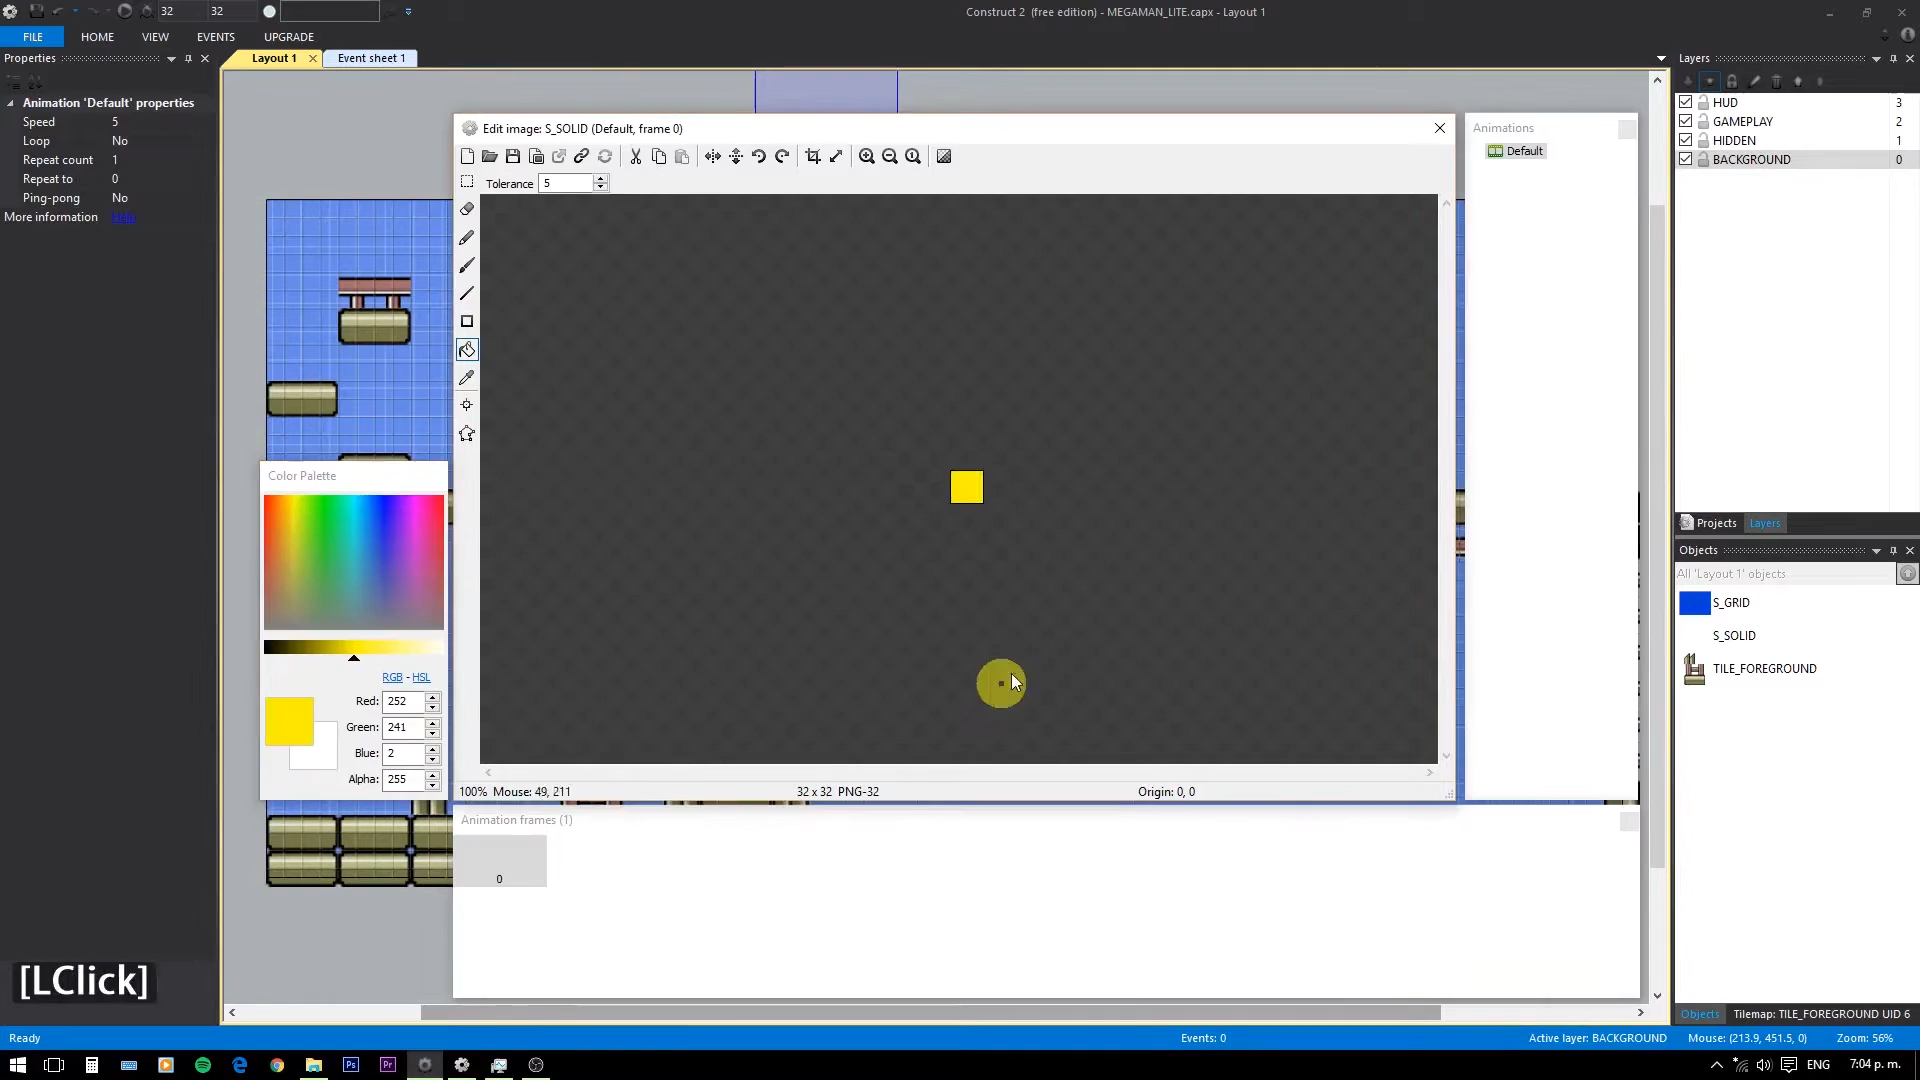 32 32
Construct 2 (free edition) - MEGAMAN_LITE.capx - Layout 1
FILE HOME VIEW EVENTS UPGRADE
Properties
Layout 1
Event sheet 1
Animation 'Default' properties
Speed 5
Loop No
Repeat count 1
Repeat to 0
Ping-pong No
More information Help
Edit image: S_SOLID (Default, frame 0)
Tolerance 5
Animations
Default
Layers
HUD 3
GAMEPLAY 2
HIDDEN 1
BACKGROUND 0
Projects Layers
Objects
All 'Layout 1' objects
S_GRID
S_SOLID
TILE_FOREGROUND
Color Palette
RGB - HSL
Red: 252
Green: 241
Blue: 2
Alpha: 255
100% Mouse: 49, 211
32 x 32 PNG-32
Origin: 0, 0
Animation frames (1)
0
[LClick]
Objects Tilemap: TILE_FOREGROUND UID 6
Ready
Events: 0
Active layer: BACKGROUND
Mouse: (213.9, 451.5, 0)
Zoom: 56%
Ps
Pr
ENG
7:04 p. m.